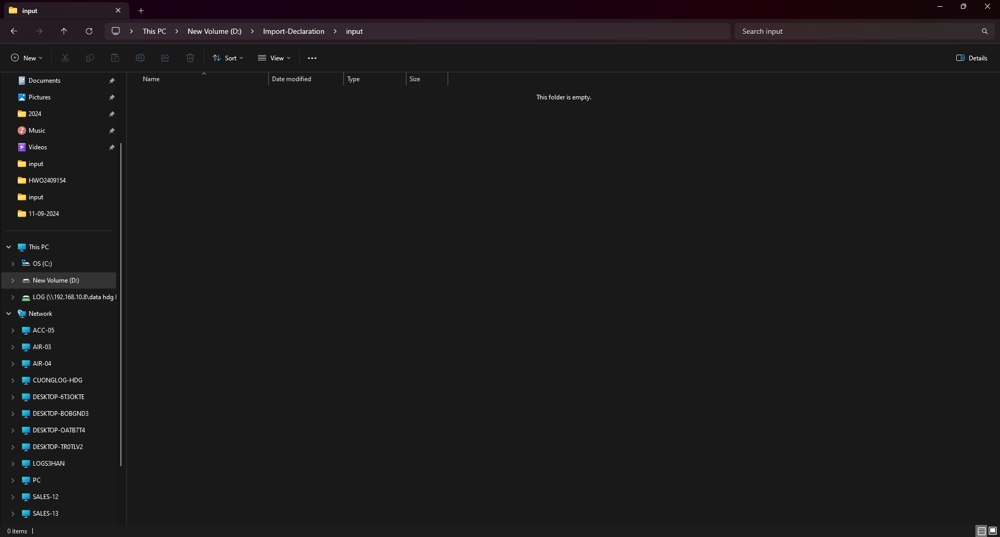 input
This PC > New Volume (D:) > Import-Declaration > input
Search input
New
Sort
View
Details
Documents
Pictures
2024
Music
Videos
input
HWO2409154
input
11-09-2024
This PC
OS (C:)
New Volume (D:)
LOG (\\192.168.10.8\data hdg
Network
ACC-05
AIR-03
AIR-04
CUONGLOG-HDG
DESKTOP-6T3OKTE
DESKTOP-BOBGND3
DESKTOP-OATB7T4
DESKTOP-TR0TLV2
LOGS3HAN
PC
SALES-12
SALES-13
Name
Date modified
Type
Size
This folder is empty.
0 items